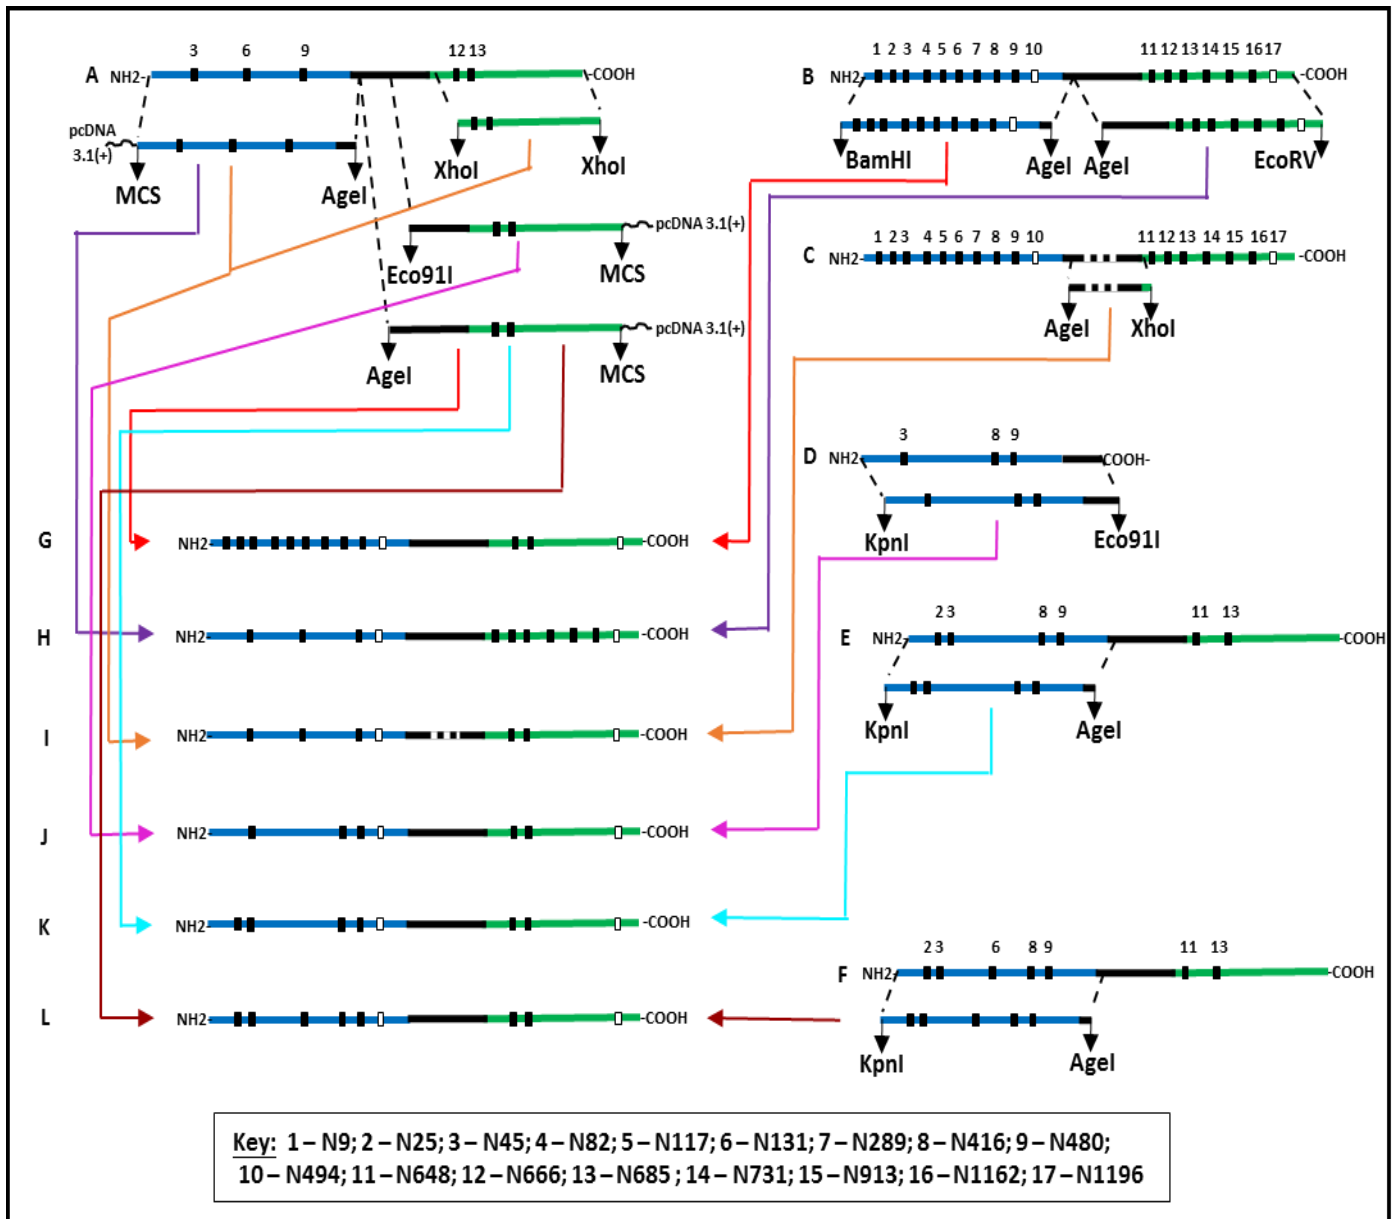 3 6 9 12 13
A NH2- -COOH
pcDNA
3.1(+)
MCS AgeI
XhoI XhoI
pcDNA 3.1(+)
Eco91I MCS
pcDNA 3.1(+)
AgeI MCS
1 2 3 4 5 6 7 8 9 10 11 12 13 14 15 16 17
B NH2- -COOH
BamHI AgeI AgeI EcoRV
1 2 3 4 5 6 7 8 9 10 11 12 13 14 15 16 17
C NH2- -COOH
AgeI XhoI
3 8 9
D NH2- COOH-
KpnI Eco91I
2 3 8 9 11 13
E NH2- -COOH
KpnI AgeI
2 3 6 8 9 11 13
F NH2- -COOH
KpnI AgeI
G NH2- -COOH
H NH2- -COOH
I NH2- -COOH
J NH2- -COOH
K NH2- -COOH
L NH2- -COOH
Key: 1 – N9; 2 – N25; 3 – N45; 4 – N82; 5 – N117; 6 – N131; 7 – N289; 8 – N416; 9 – N480;
10 – N494; 11 – N648; 12 – N666; 13 – N685 ; 14 – N731; 15 – N913; 16 – N1162; 17 – N1196